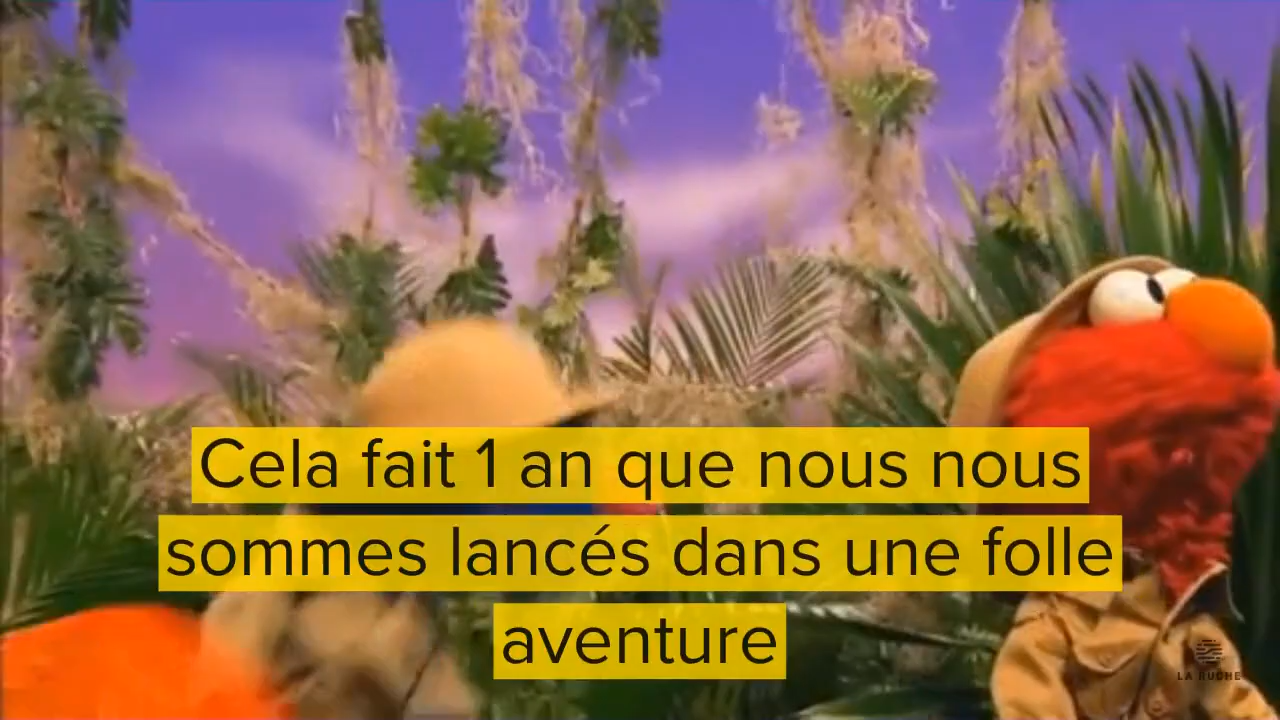 Cela fait 1 an que nous nous
sommes lancés dans une folle
aventure
LA RUCHE